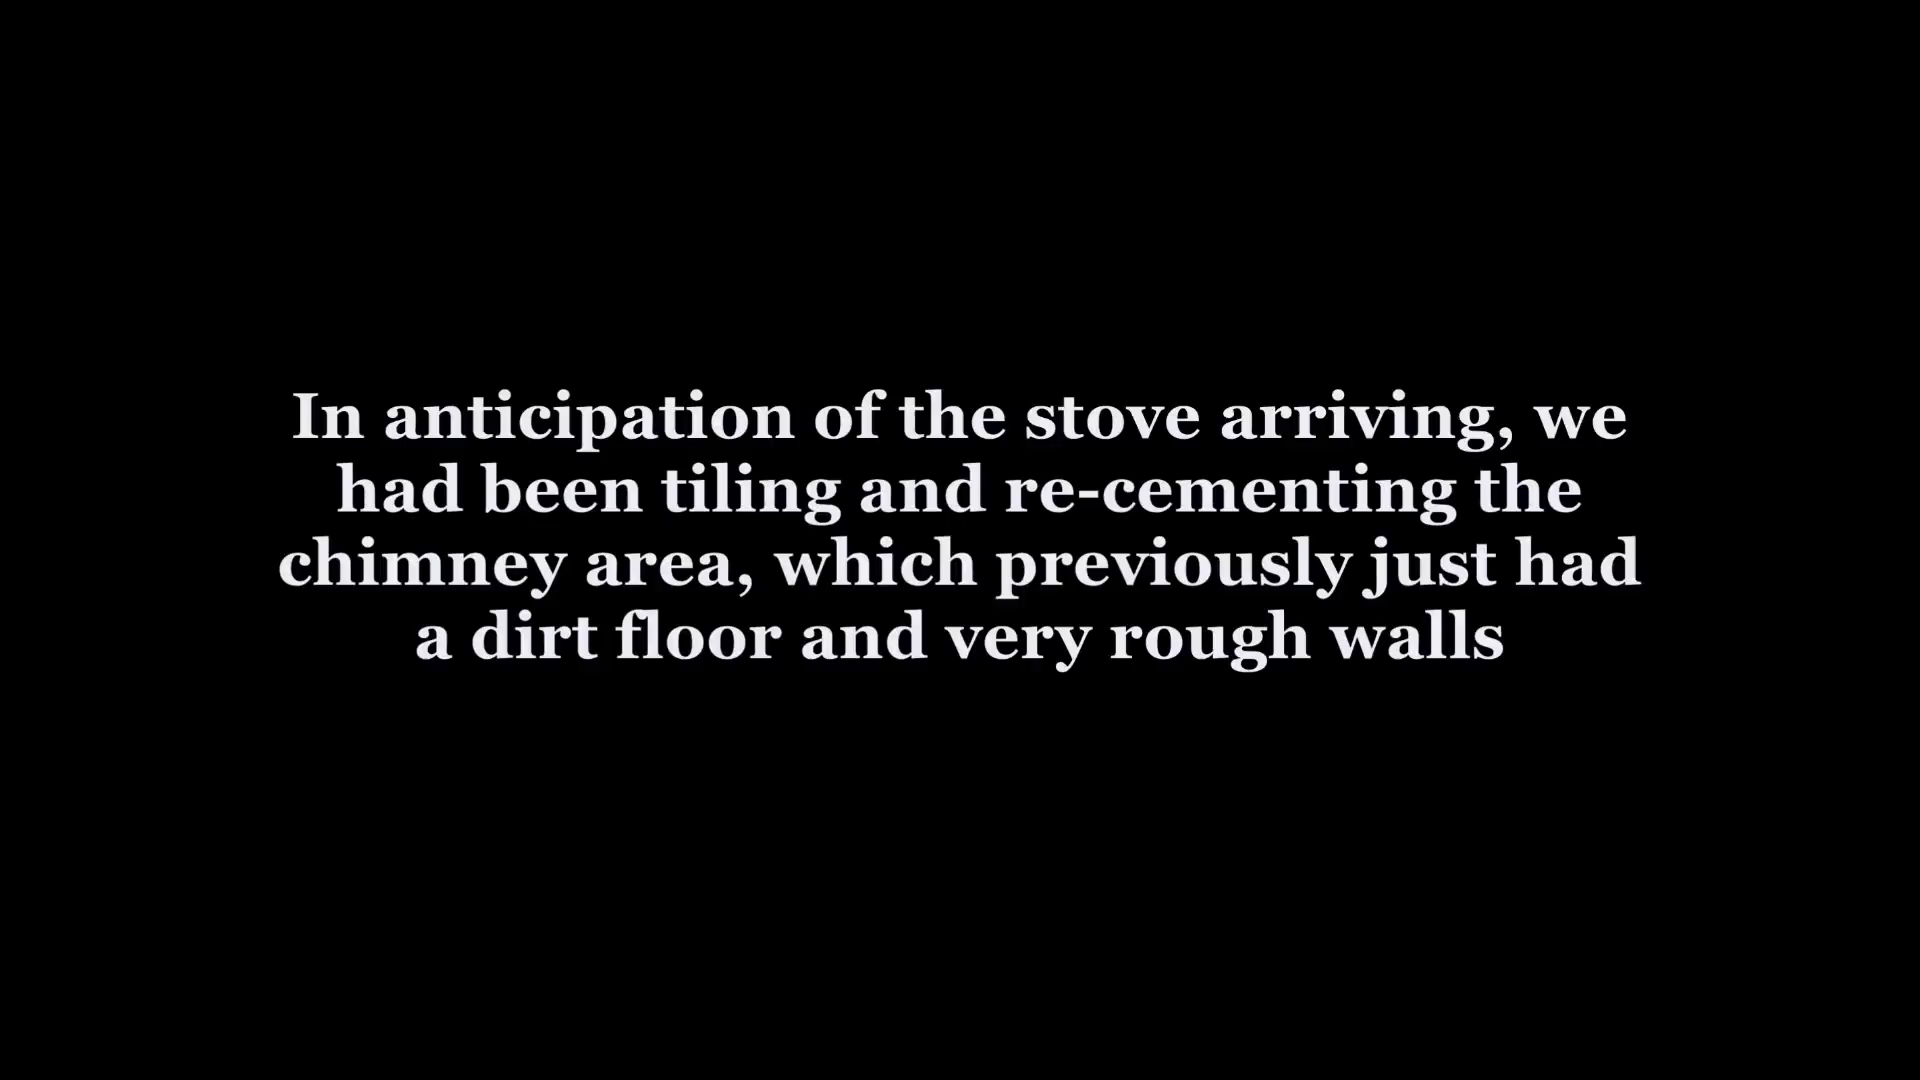 In anticipation of the stove arriving, we
had been tiling and re-cementing the
chimney area, which previously just had
a dirt floor and very rough walls